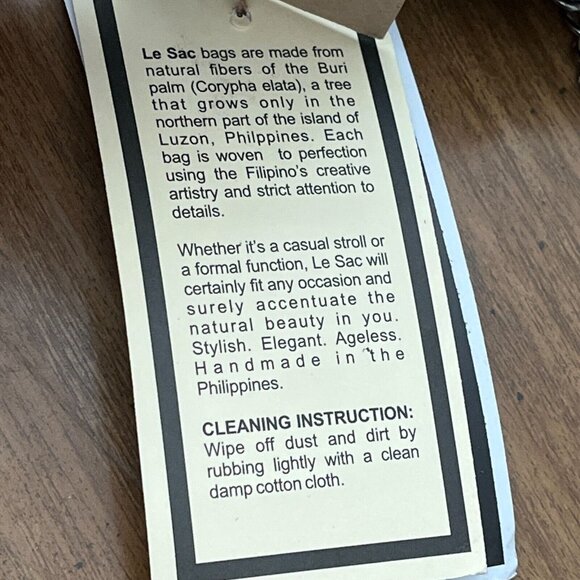 Le Sac bags are made from
natural fibers of the Buri
palm (Corypha elata), a tree
that grows only in the
northern part of the island of
Luzon, Philppines. Each
bag is woven to perfection
using the Filipino's creative
artistry and strict attention to
details.
Whether it's a casual stroll or
a formal function, Le Sac will
certainly fit any occasion and
surely accentuate the
natural beauty in you.
Stylish. Elegant. Ageless.
Handmade in the
Philippines.
CLEANING INSTRUCTION:
Wipe off dust and dirt by
rubbing lightly with a clean
damp cotton cloth.